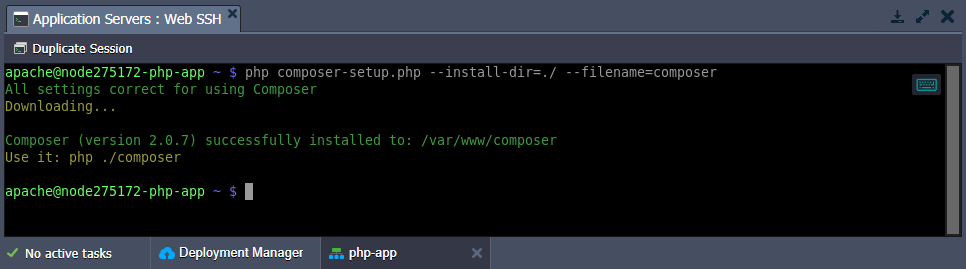 Application Servers : Web SSH
Duplicate Session
apache@node275172-php-app ~ $ php composer-setup.php --install-dir=./ --filename=composer
All settings correct for using Composer
Downloading...
Composer (version 2.0.7) successfully installed to: /var/www/composer
Use it: php ./composer
apache@node275172-php-app ~ $
No active tasks
Deployment Manager
php-app